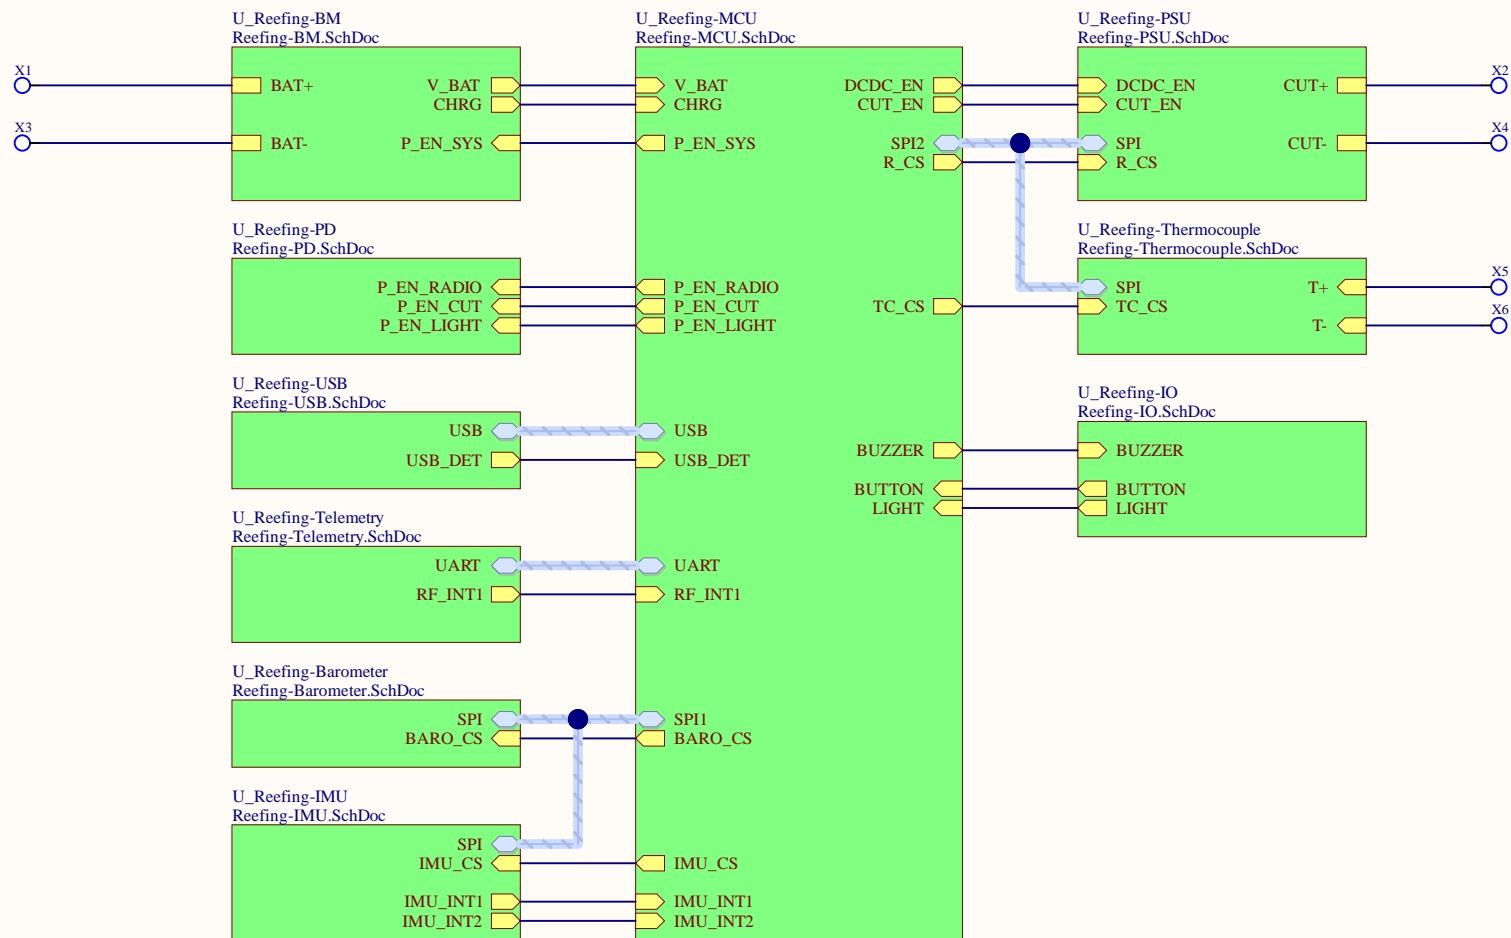 U_Reefing-BM
Reefing-BM.SchDoc
X1
BAT+
V_BAT
CHRG
X3
BAT-
P_EN_SYS
U_Reefing-PD
Reefing-PD.SchDoc
P_EN_RADIO
P_EN_CUT
P_EN_LIGHT
U_Reefing-USB
Reefing-USB.SchDoc
USB
USB_DET
U_Reefing-Telemetry
Reefing-Telemetry.SchDoc
UART
RF_INT1
U_Reefing-Barometer
Reefing-Barometer.SchDoc
SPI
BARO_CS
U_Reefing-IMU
Reefing-IMU.SchDoc
SPI
IMU_CS
IMU_INT1
IMU_INT2
U_Reefing-MCU
Reefing-MCU.SchDoc
V_BAT
CHRG
P_EN_SYS
P_EN_RADIO
P_EN_CUT
P_EN_LIGHT
USB
USB_DET
UART
RF_INT1
SPI1
BARO_CS
IMU_CS
IMU_INT1
IMU_INT2
DCDC_EN
CUT_EN
SPI2
R_CS
TC_CS
BUZZER
BUTTON
LIGHT
U_Reefing-PSU
Reefing-PSU.SchDoc
DCDC_EN
CUT_EN
SPI
R_CS
CUT+
X2
CUT-
X4
U_Reefing-Thermocouple
Reefing-Thermocouple.SchDoc
SPI
TC_CS
T+
X5
T-
X6
U_Reefing-IO
Reefing-IO.SchDoc
BUZZER
BUTTON
LIGHT